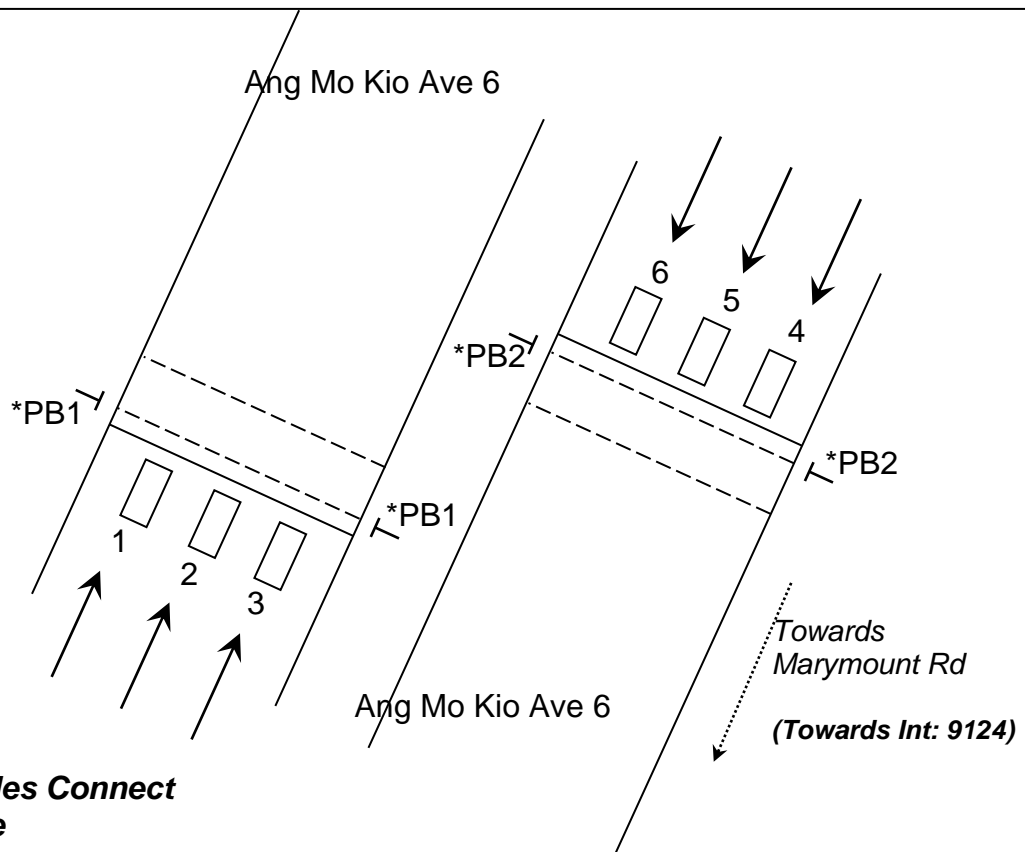 Ang Mo Kio Ave 6
6
5
4
*PB2
*PB1
*PB2
*PB1
1
2
3
Towards
Marymount Rd
Ang Mo Kio Ave 6
(Towards Int: 9124)
Connect